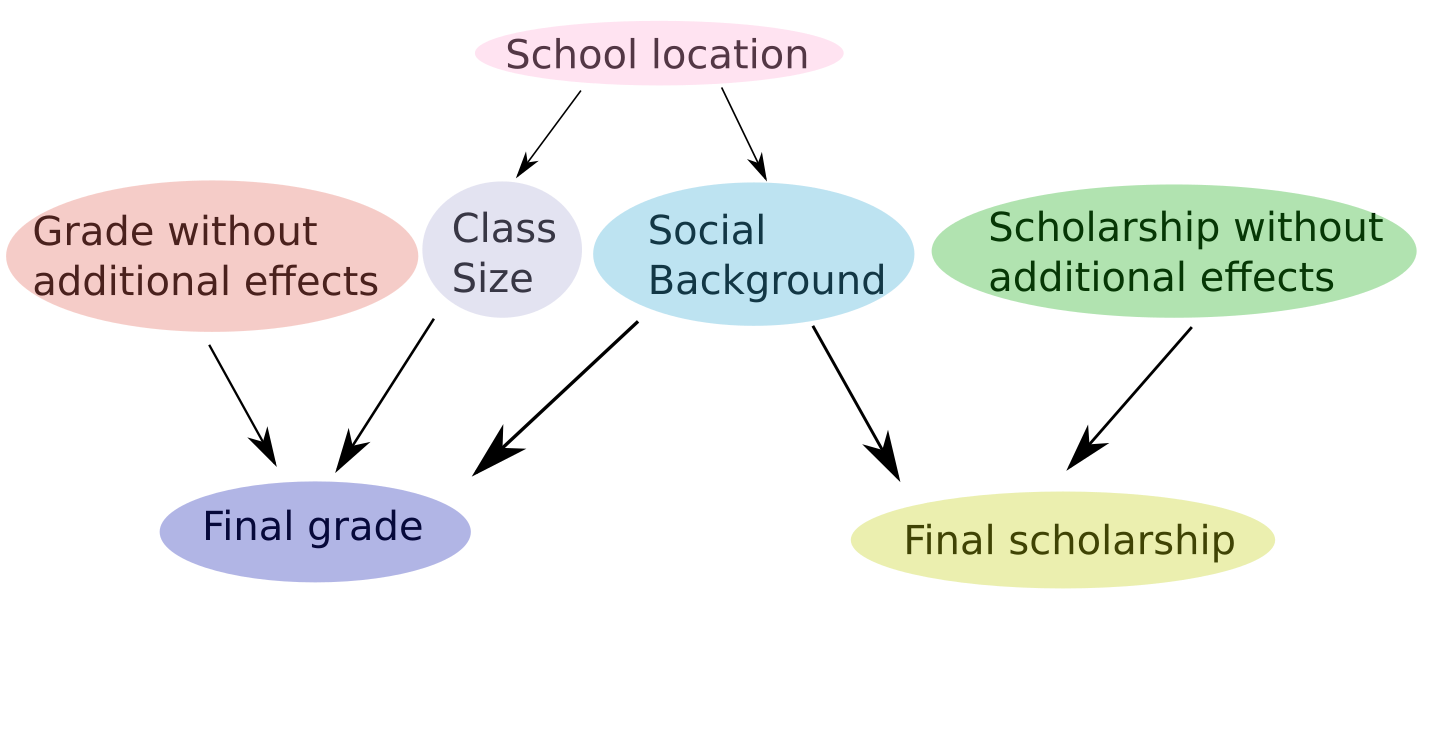 School location
Grade without
additional effects
Class
Size
Social
Background
Scholarship without
additional effects
Final grade
Final scholarship